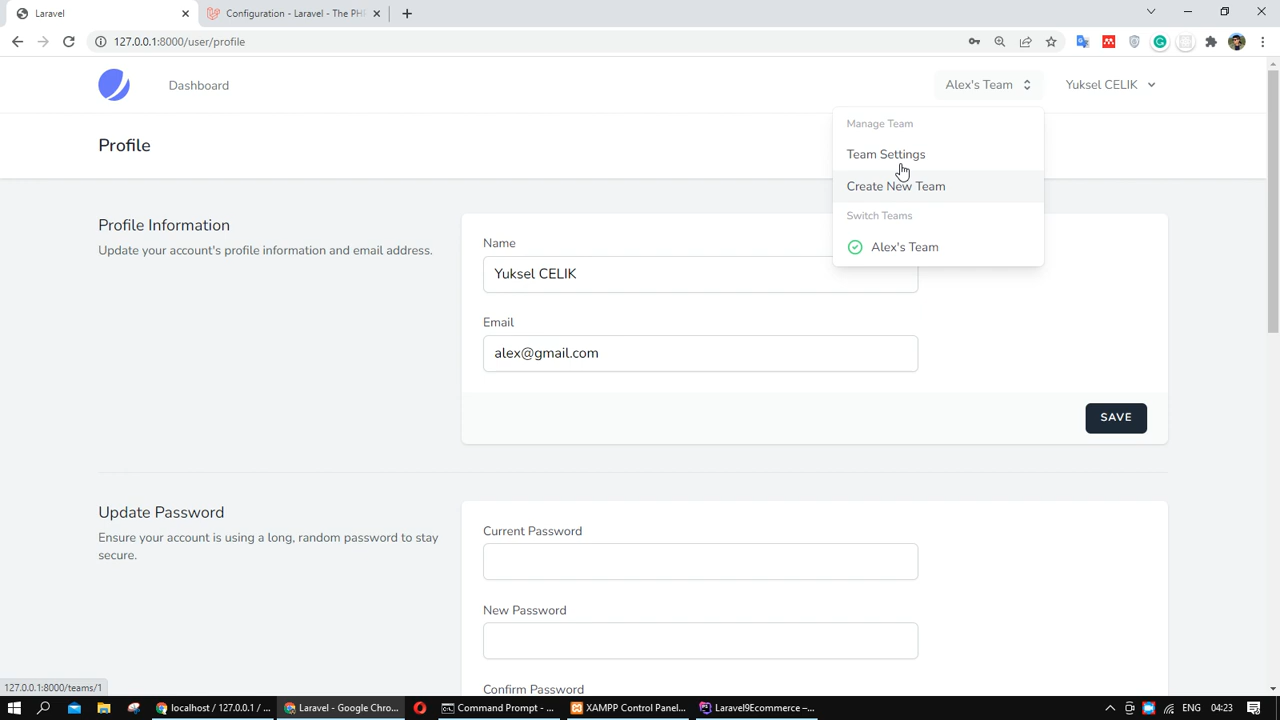 Laravel
Configuration - Laravel - The PHP
127.0.0.1:8000/user/profile
Dashboard
Alex's Team
Yuksel CELIK
Manage Team
Team Settings
Create New Team
Switch Teams
Alex's Team
Profile
Profile Information
Update your account's profile information and email address.
Name
Yuksel CELIK
Email
alex@gmail.com
SAVE
Update Password
Ensure your account is using a long, random password to stay
secure.
Current Password
New Password
Confirm Password
127.0.0.1:8000/teams/1
localhost / 127.0.0.1 / ...
Laravel - Google Chro...
Command Prompt - ...
XAMPP Control Panel...
Laravel9Ecommerce –...
ENG
04:23